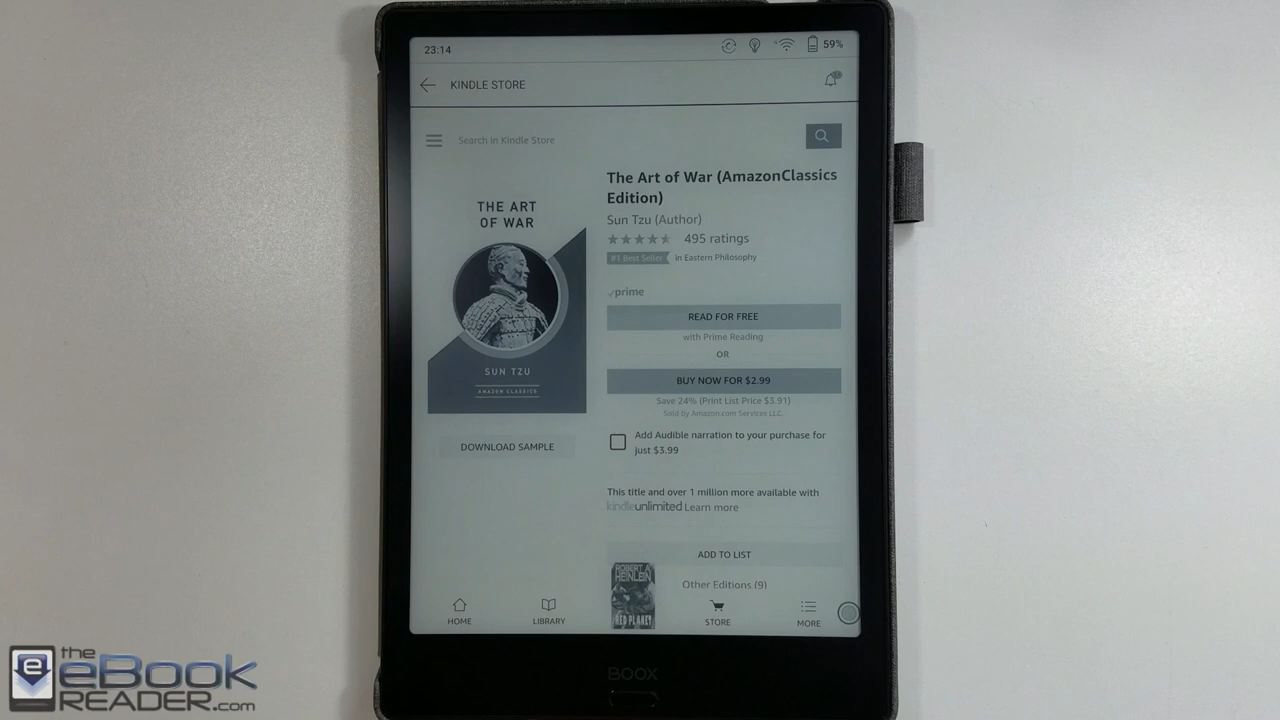 23:14
59%
KINDLE STORE
Search in Kindle Store
THE ART
OF WAR
SUN TZU
AMAZON CLASSICS
DOWNLOAD SAMPLE
The Art of War (AmazonClassics
Edition)
Sun Tzu (Author)
495 ratings
#1 Best Seller in Eastern Philosophy
prime
READ FOR FREE
with Prime Reading
OR
BUY NOW FOR $2.99
Save 24% (Print List Price $3.91)
Sold by Amazon.com Services LLC.
Add Audible narration to your purchase for
just $3.99
This title and over 1 million more available with
kindleunlimited Learn more
ADD TO LIST
Other Editions (9)
ROBERT A.
HEINLEIN
RED PLANET
HOME
LIBRARY
STORE
MORE
BOOX
the
eBook
READER.com